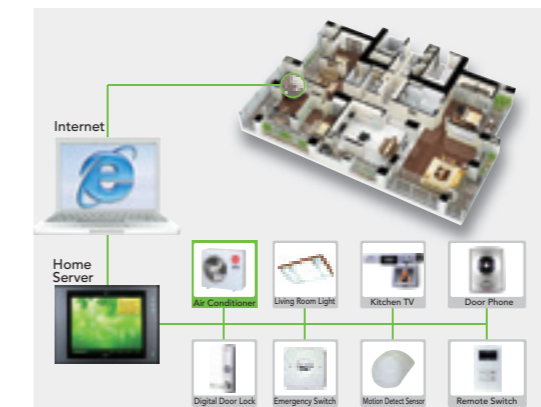 Internet
Home
Server
Air Conditioner
Living Room Light
Kitchen TV
Door Phone
Digital Door Lock
Emergency Switch
Motion Detect Sensor
Remote Switch